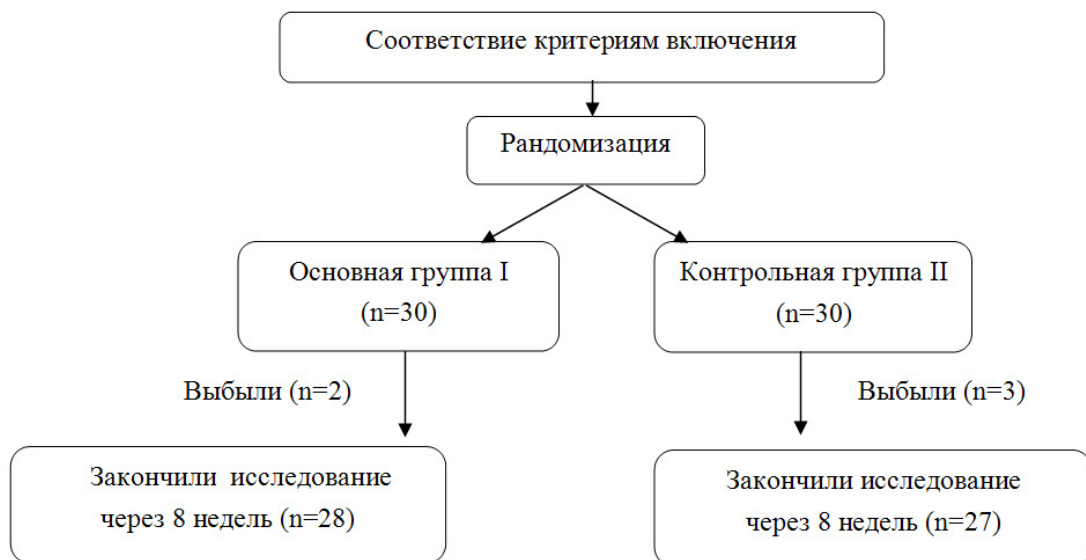 Соответствие критериям включения
Рандомизация
Основная группа I
(n=30)
Контрольная группа II
(n=30)
Выбыли (n=2)
Выбыли (n=3)
Закончили исследование
через 8 недель (n=28)
Закончили исследование
через 8 недель (n=27)